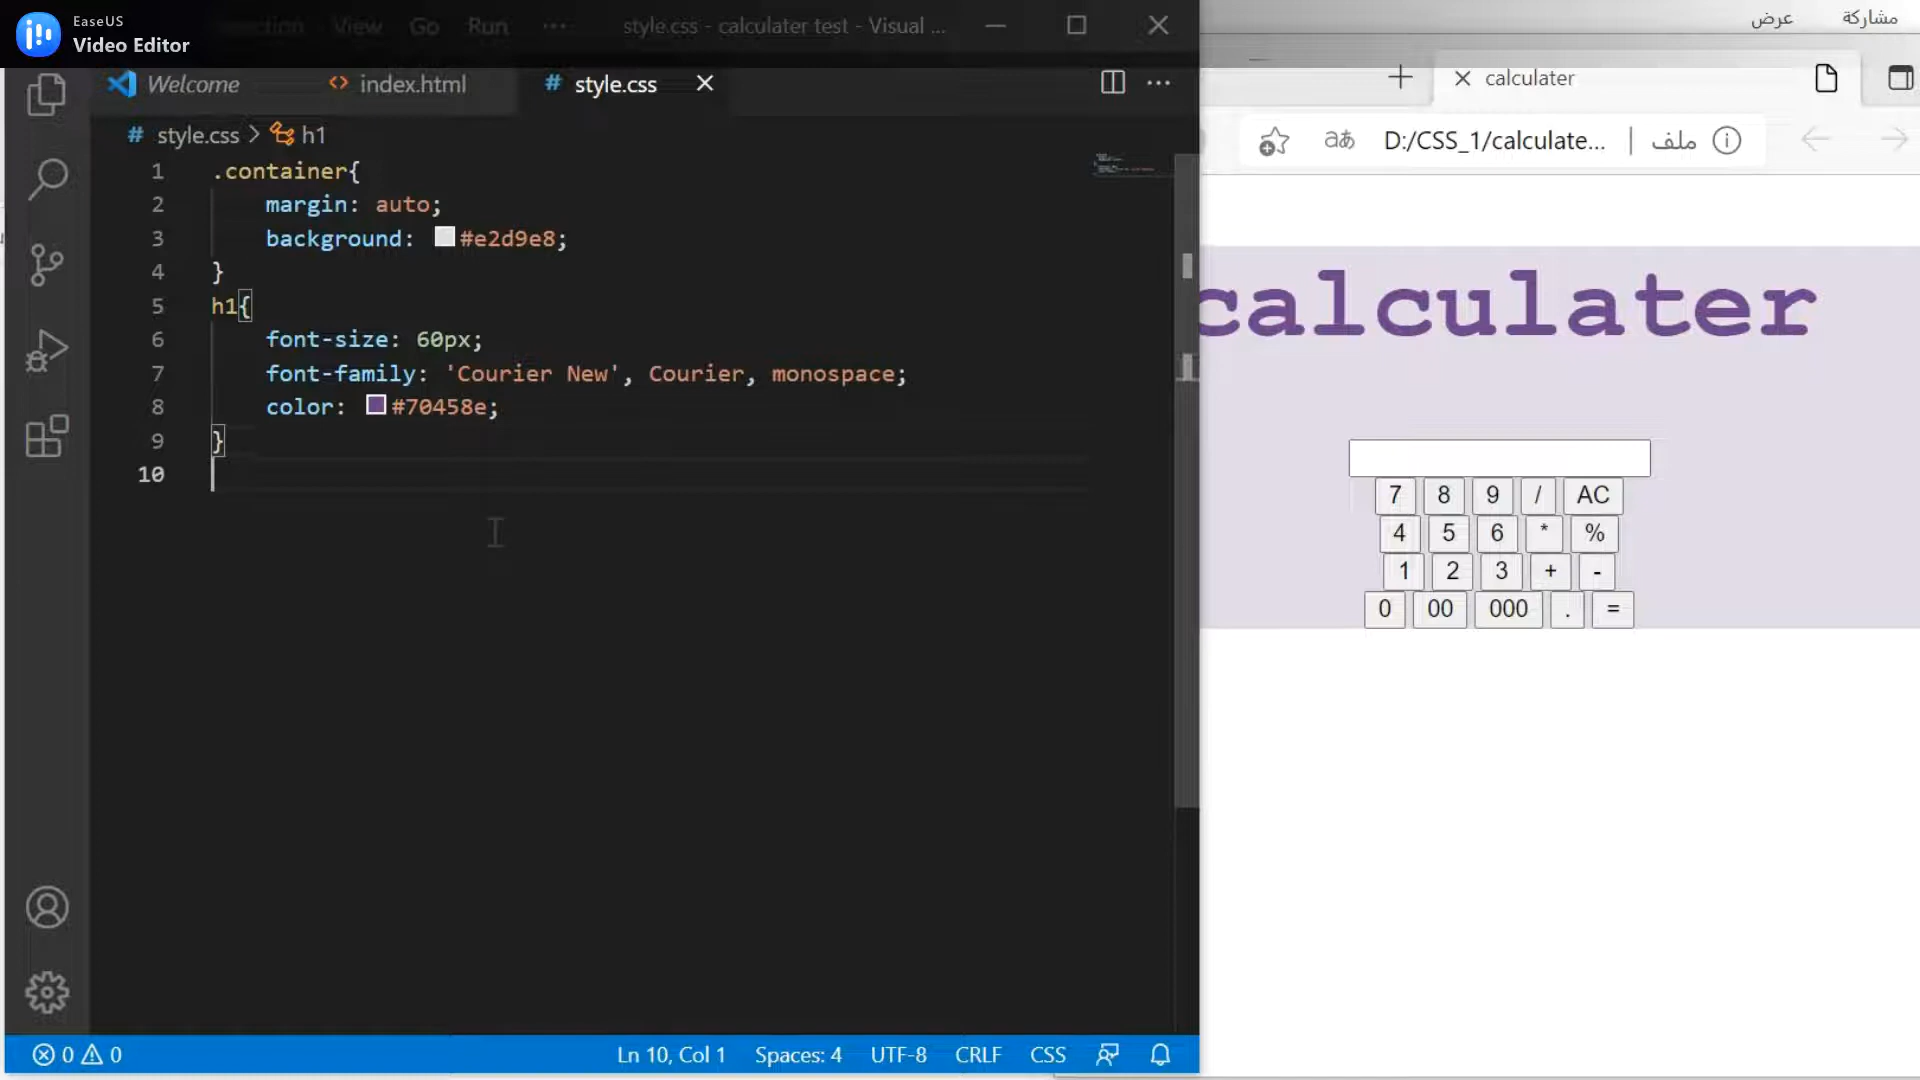 EaseUS
Video Editor
View Go Run ···
style.css - calculater test - Visual ...
Welcome
index.html
# style.css
# style.css > h1
1 .container{
2 margin: auto;
3 background: #e2d9e8;
4 }
5 h1{
6 font-size: 60px;
7 font-family: 'Courier New', Courier, monospace;
8 color: #70458e;
9 }
10
0 0
Ln 10, Col 1
Spaces: 4
UTF-8
CRLF
CSS
مشاركة
عرض
calculater
D:/CSS_1/calculate...
ملف
calculater
7 8 9 / AC
4 5 6 * %
1 2 3 + -
0 00 000 . =